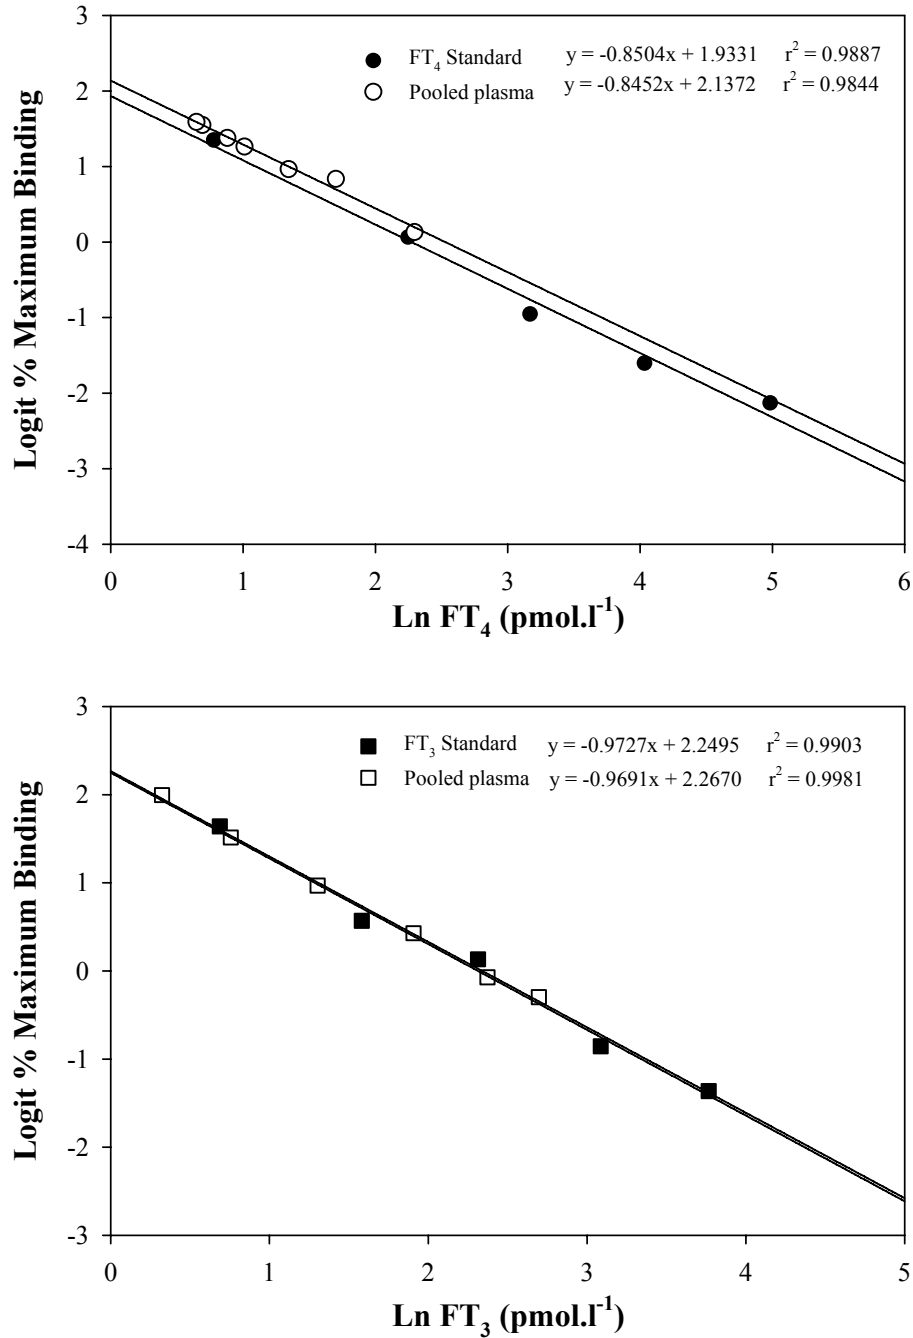 3
2
1
0
-1
-2
-3
-4
Logit % Maximum Binding
FT₄ Standard y = -0.8504x + 1.9331 r² = 0.9887
Pooled plasma y = -0.8452x + 2.1372 r² = 0.9844
0 1 2 3 4 5 6
Ln FT₄ (pmol.l⁻¹)
3
2
1
0
-1
-2
-3
Logit % Maximum Binding
FT₃ Standard y = -0.9727x + 2.2495 r² = 0.9903
Pooled plasma y = -0.9691x + 2.2670 r² = 0.9981
0 1 2 3 4 5
Ln FT₃ (pmol.l⁻¹)